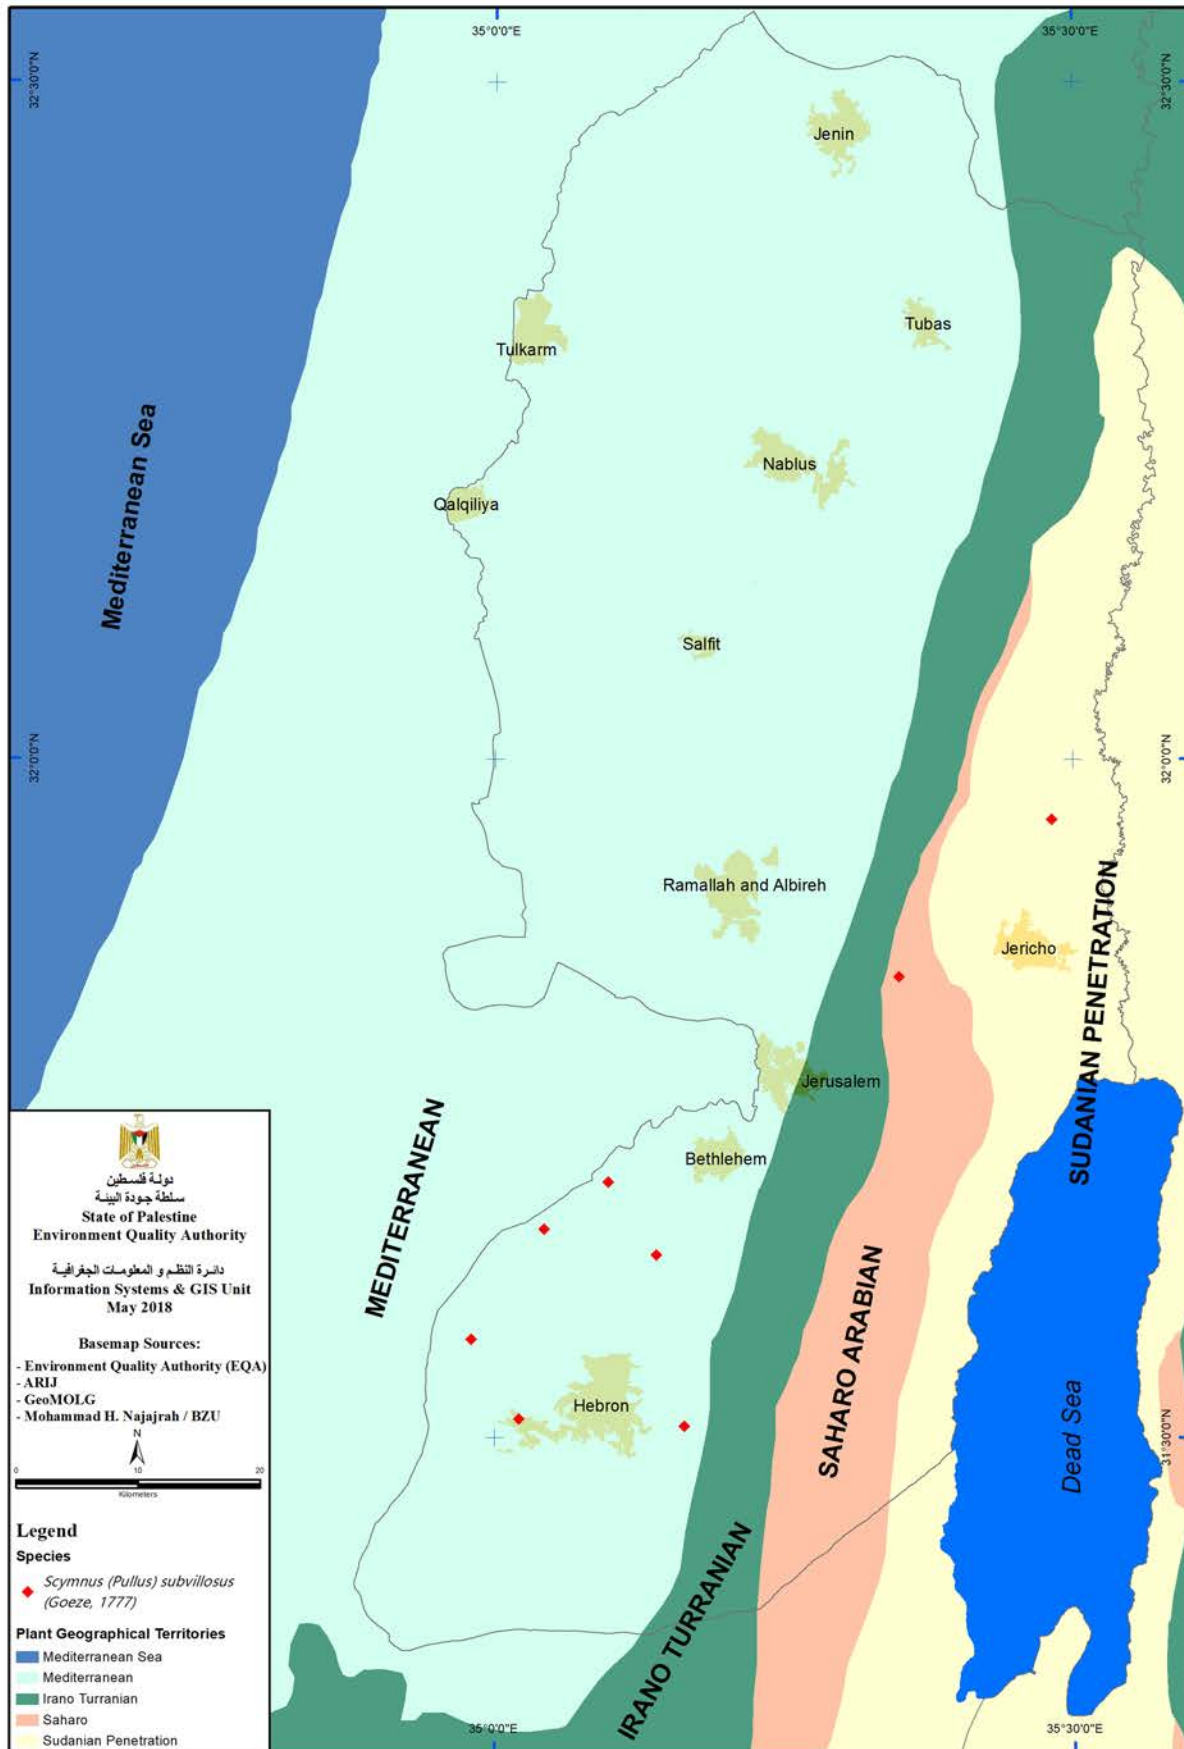 35°0'0"E
35°30'0"E
32°30'0"N
32°30'0"N
Jenin
Tubas
Tulkarm
Mediterranean Sea
Nablus
Qalqiliya
Salfit
32°0'0"N
32°0'0"N
Ramallah and Albireh
Jericho
SUDANIAN PENETRATION
Jerusalem
Bethlehem
MEDITERRANEAN
SAHARO ARABIAN
Hebron
Dead Sea
31°30'0"N
IRANO TURRANIAN
35°0'0"E
35°30'0"E
دولة فلسطين
سلطة جودة البيئة
State of Palestine
Environment Quality Authority
دائرة النظم و المعلومات الجغرافية
Information Systems & GIS Unit
May 2018
Basemap Sources:
- Environment Quality Authority (EQA)
- ARIJ
- GeoMOLG
- Mohammad H. Najajrah / BZU
N
0 10 20
Kilometers
Legend
Species
Scymnus (Pullus) subvillosus
(Goeze, 1777)
Plant Geographical Territories
Mediterranean Sea
Mediterranean
Irano Turranian
Saharo
Sudanian Penetration